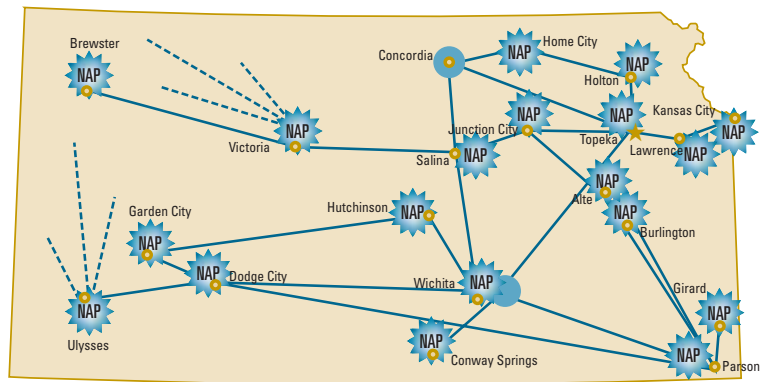 Brewster
NAP
Victoria
NAP
Concordia
NAP
Home City
NAP
Holton
Junction City
NAP
Topeka
NAP
Kansas City
NAP
Lawrence
NAP
Salina
NAP
Alte
NAP
NAP
Burlington
Hutchinson
NAP
Garden City
NAP
NAP
Dodge City
NAP
Ulysses
Wichita
NAP
NAP
Conway Springs
Girard
NAP
NAP
Parson